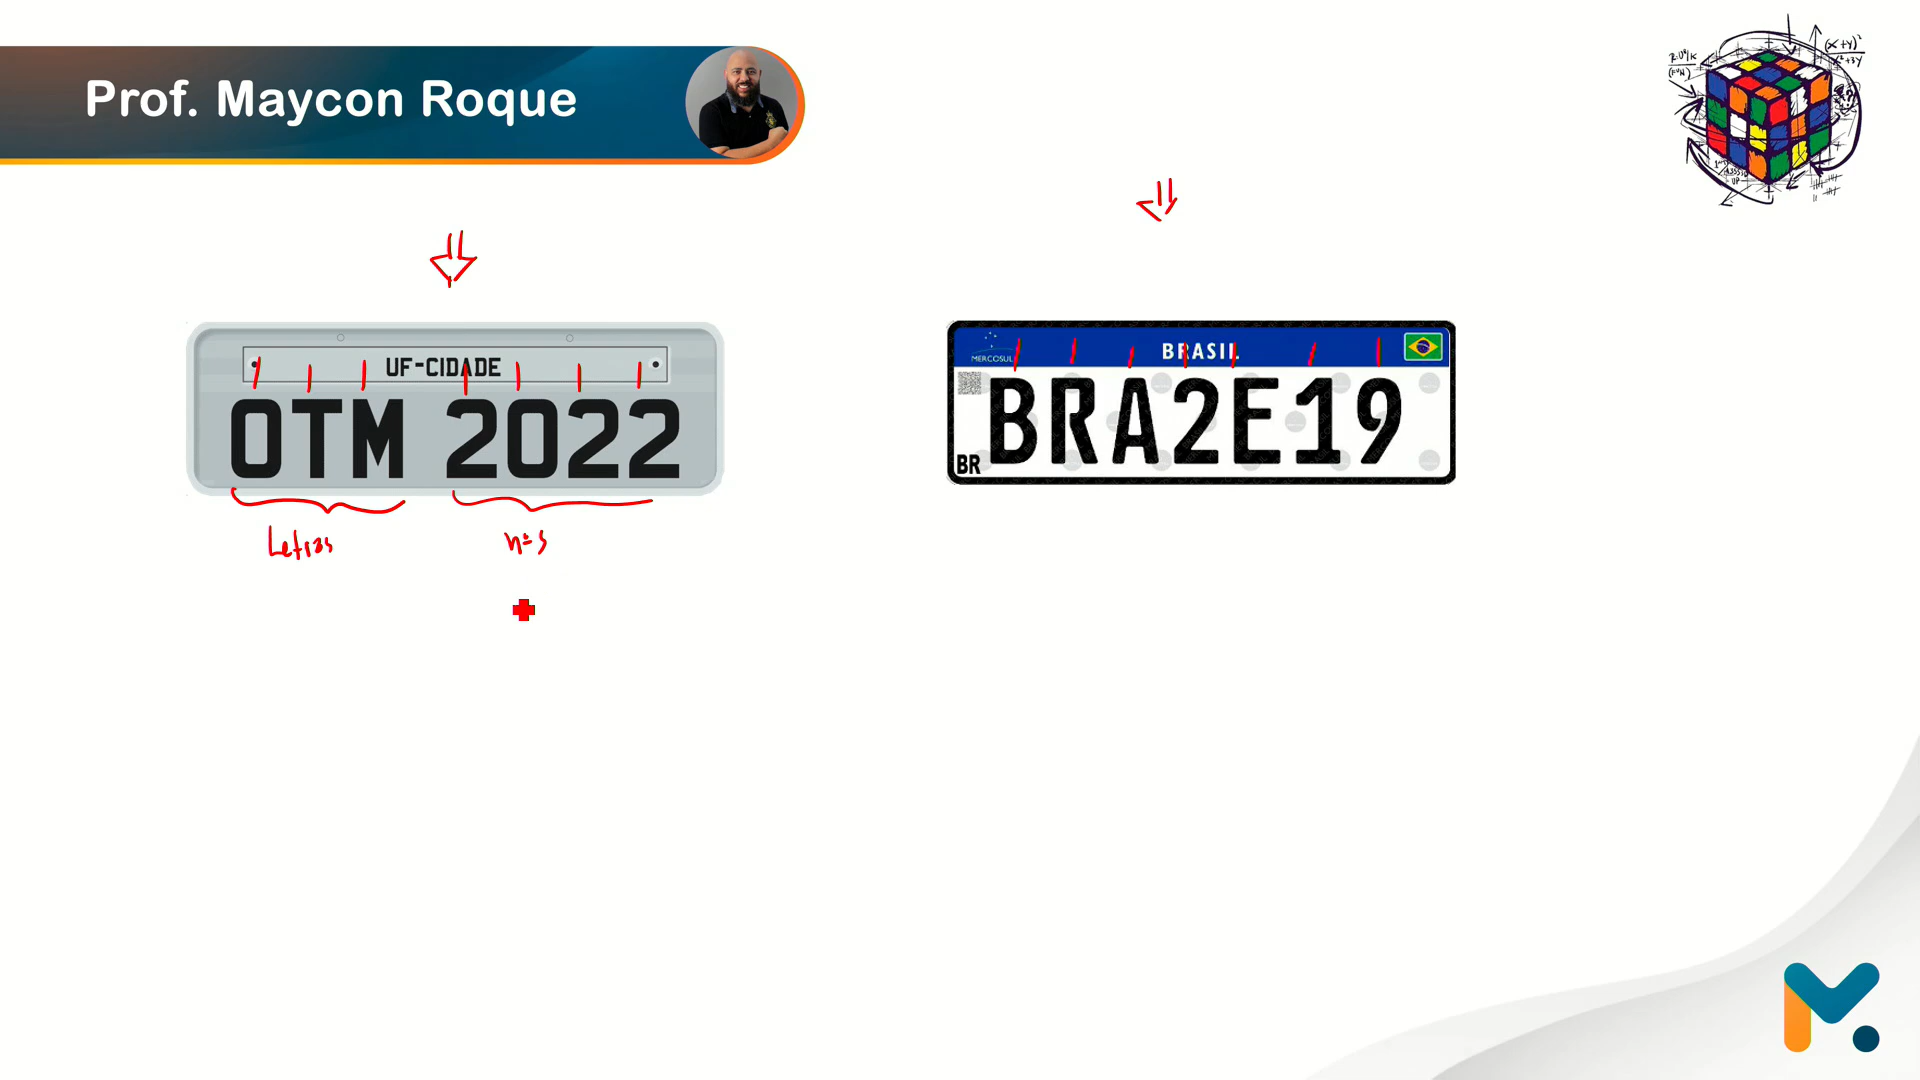 Prof. Maycon Roque
UF-CIDADE
OTM 2022
Letras
nºs
MERCOSUL
BRASIL
BRA2E19
BR